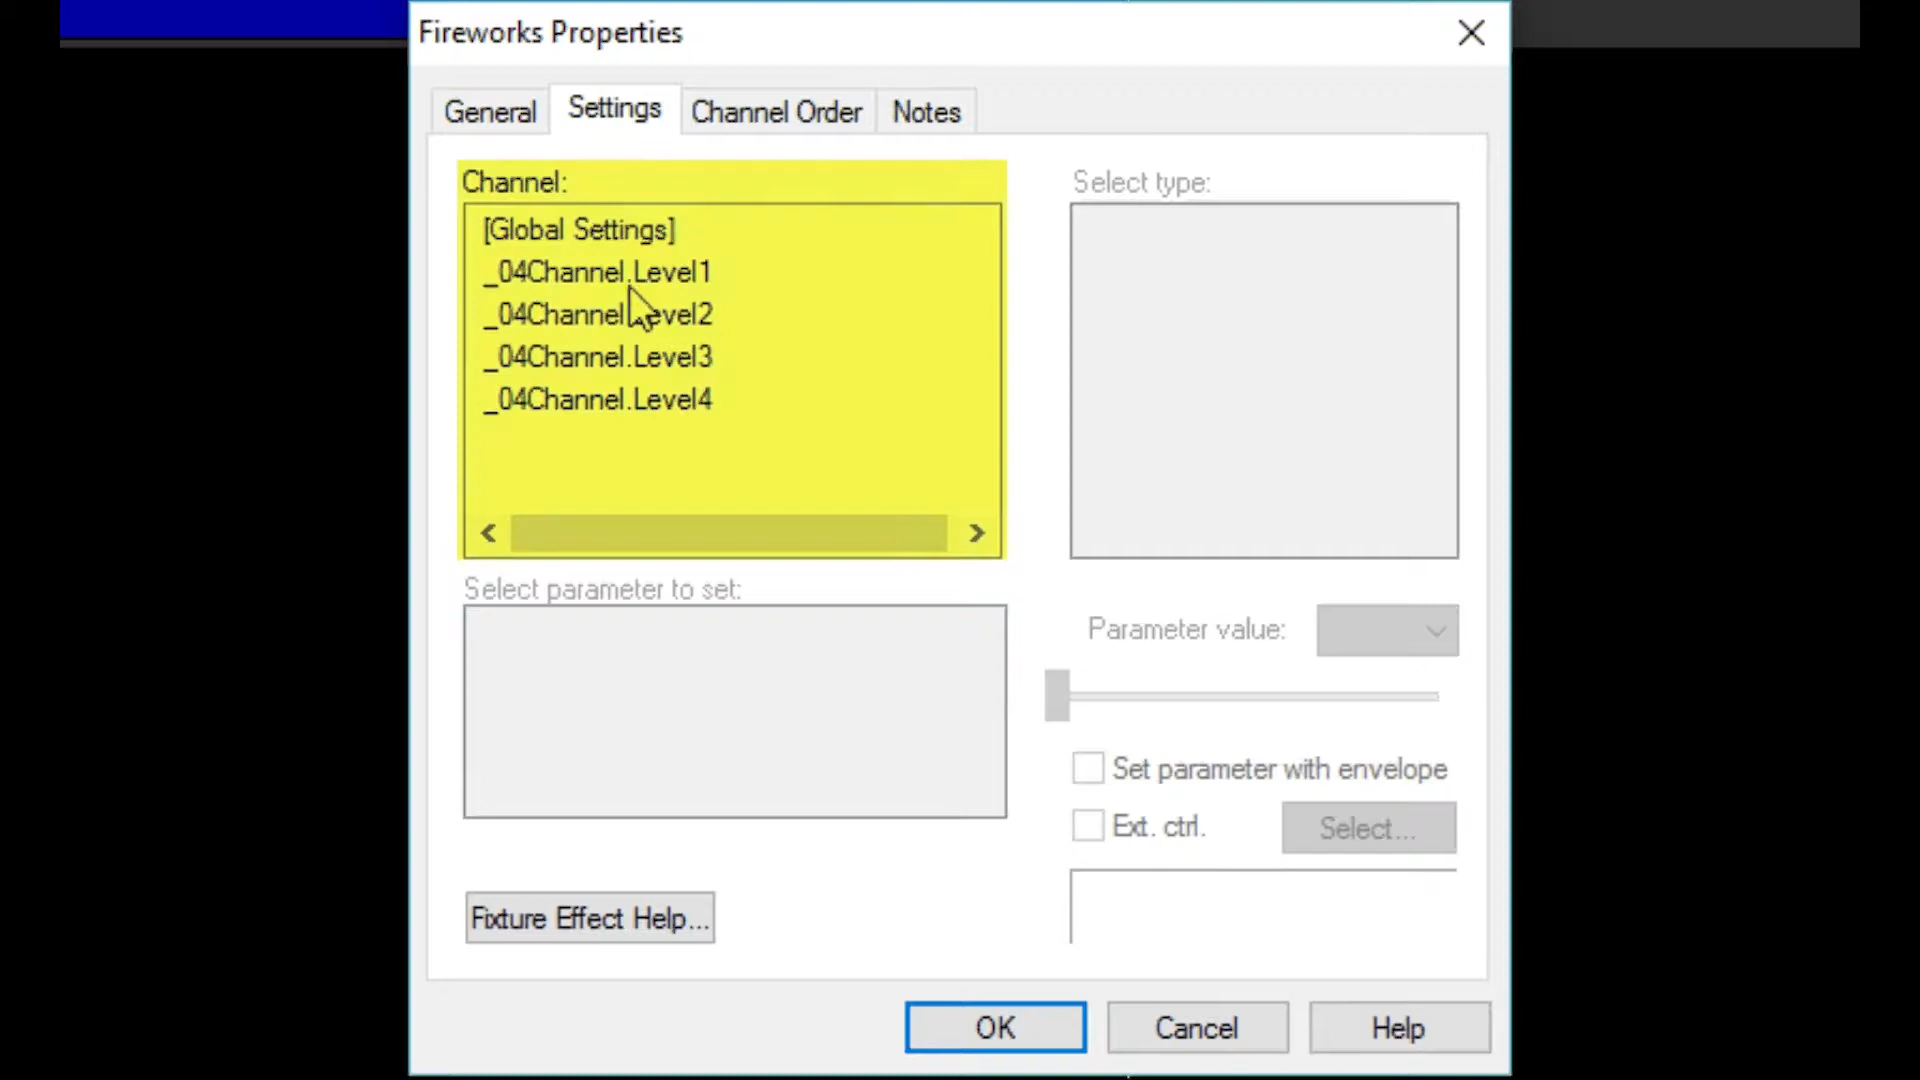 Fireworks Properties
General
Settings
Channel Order
Notes
Channel:
[Global Settings]
_04Channel.Level1
_04Channel.Level2
_04Channel.Level3
_04Channel.Level4
Select type:
Select parameter to set:
Parameter value:
Set parameter with envelope
Ext. ctrl.
Select...
Fixture Effect Help...
OK
Cancel
Help